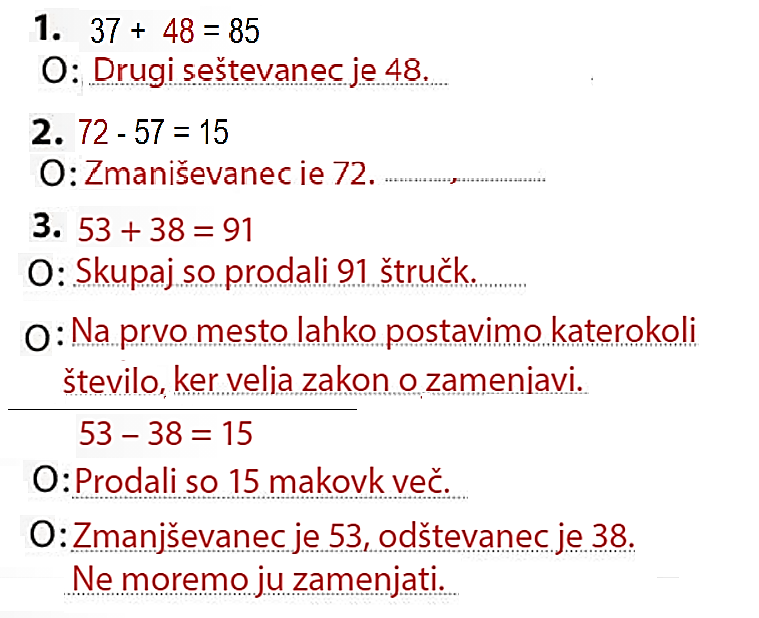 1. 37 + 48 = 85
O: Drugi seštevanec je 48.
2. 72 - 57 = 15
O: Zmaniševanec ie 72.
3. 53 + 38 = 91
O: Skupaj so prodali 91 štručk.
O: Na prvo mesto lahko postavimo katerokoli
število, ker velja zakon o zamenjavi.
53 – 38 = 15
O: Prodali so 15 makovk več.
O: Zmanjševanec je 53, odštevanec je 38.
Ne moremo ju zamenjati.